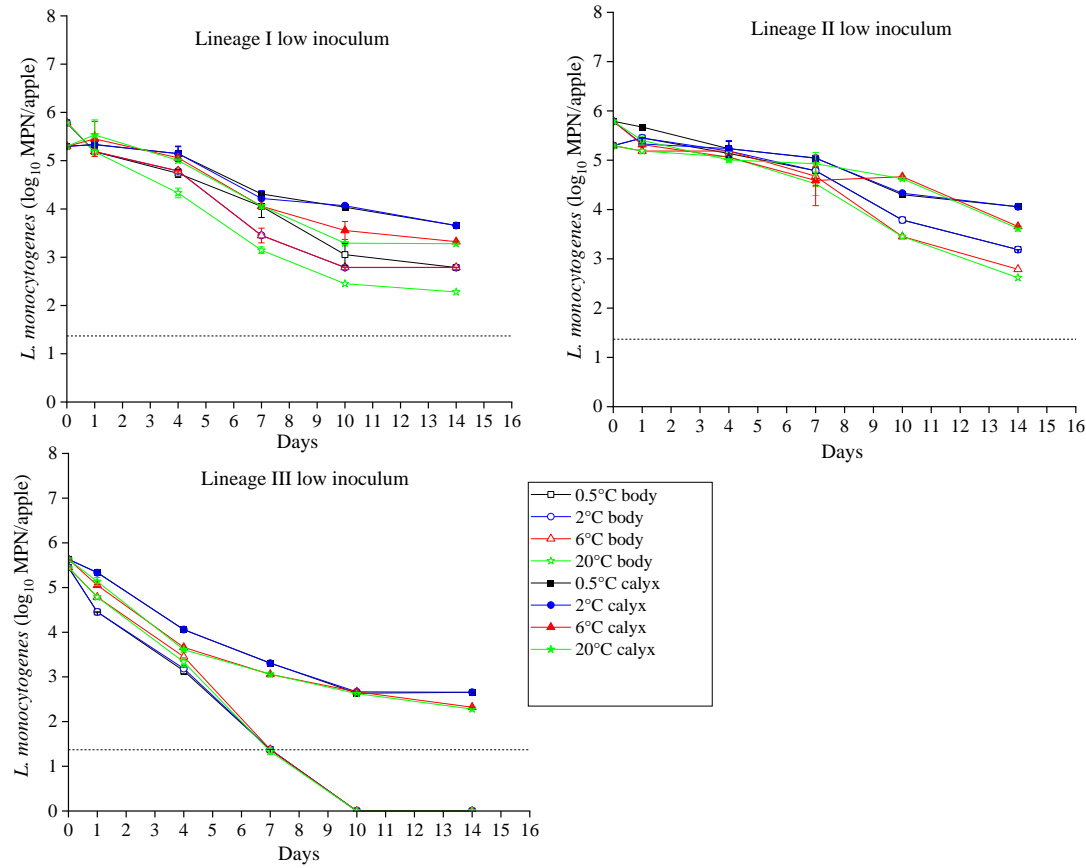 Lineage I low inoculum
L. monocytogenes (log10 MPN/apple)
8
7
6
5
4
3
2
1
0
0 1 2 3 4 5 6 7 8 9 10 11 12 13 14 15 16
Days
Lineage II low inoculum
L. monocytogenes (log10 MPN/apple)
8
7
6
5
4
3
2
1
0
0 1 2 3 4 5 6 7 8 9 10 11 12 13 14 15 16
Days
Lineage III low inoculum
L. monocytogenes (log10 MPN/apple)
8
7
6
5
4
3
2
1
0
0 1 2 3 4 5 6 7 8 9 10 11 12 13 14 15 16
Days
0.5°C body
2°C body
6°C body
20°C body
0.5°C calyx
2°C calyx
6°C calyx
20°C calyx